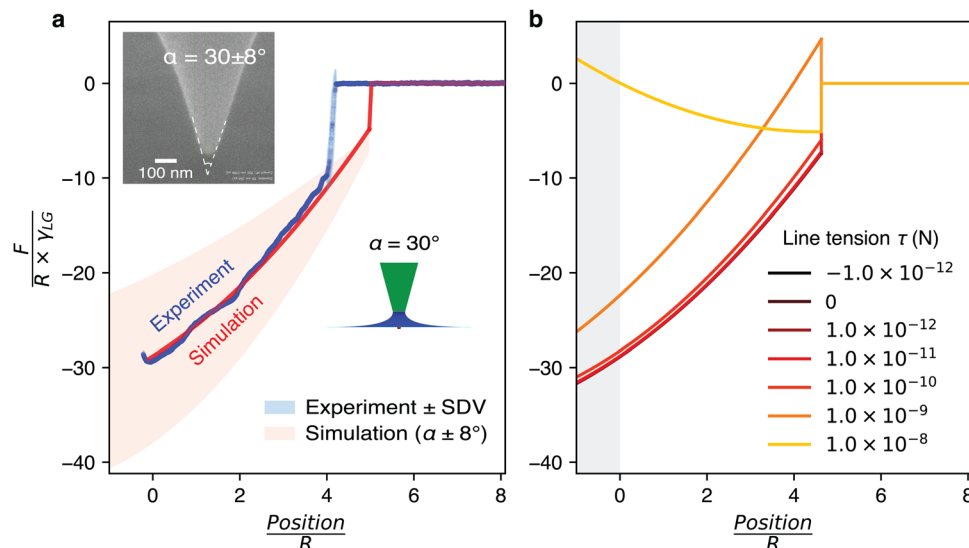 a
α = 30±8°
100 nm
0
−10
−20
−30
−40
F
R × γLG
Experiment
Simulation
α = 30°
Experiment ± SDV
Simulation (α ± 8°)
0 2 4 6 8
Position
R
b
0
−10
−20
−30
−40
Line tension τ (N)
−1.0 × 10⁻¹²
0
1.0 × 10⁻¹²
1.0 × 10⁻¹¹
1.0 × 10⁻¹⁰
1.0 × 10⁻⁹
1.0 × 10⁻⁸
0 2 4 6 8
Position
R